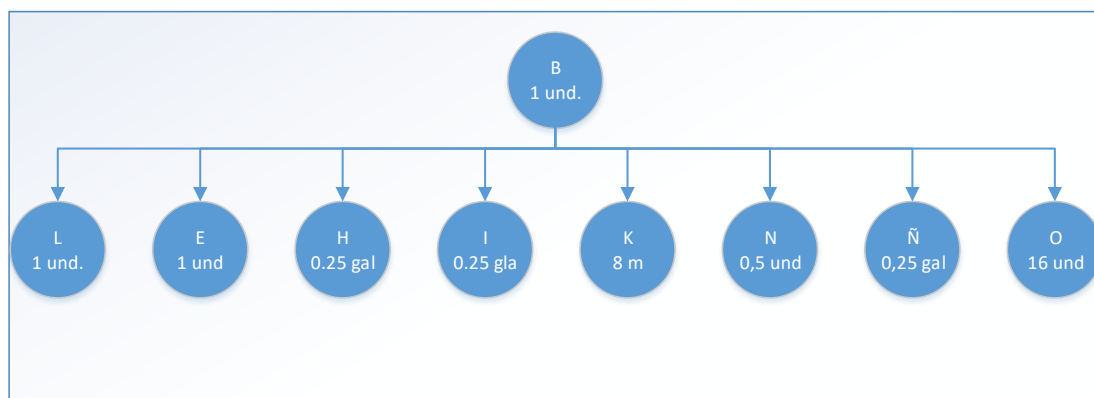 B
1 und.
L
1 und.
E
1 und
H
0.25 gal
I
0.25 gla
K
8 m
N
0,5 und
Ñ
0,25 gal
O
16 und